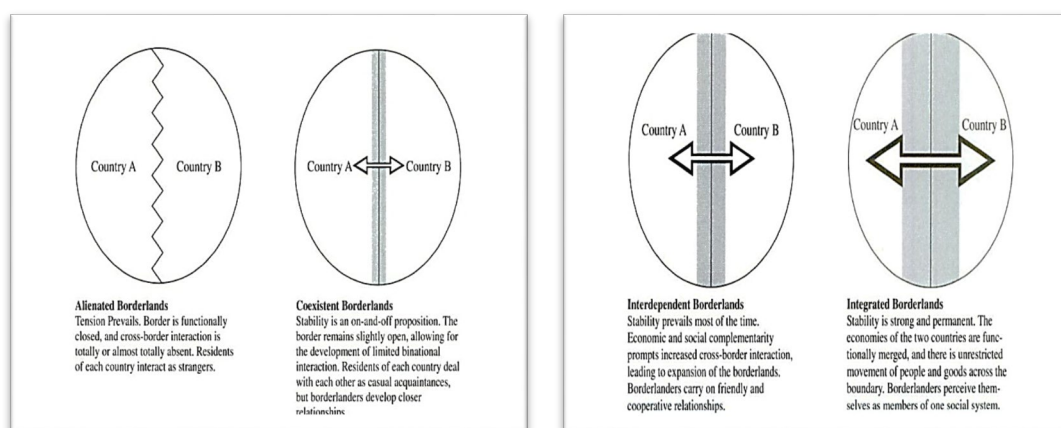 Country A
Country B
Alienated Borderlands
Tension Prevails. Border is functionally
closed, and cross-border interaction is
totally or almost totally absent. Residents
of each country interact as strangers.
Country A
Country B
Coexistent Borderlands
Stability is an on-and-off proposition. The
border remains slightly open, allowing for
the development of limited binational
interaction. Residents of each country deal
with each other as casual acquaintances,
but borderlanders develop closer
relationships
Country A
Country B
Interdependent Borderlands
Stability prevails most of the time.
Economic and social complementarity
prompts increased cross-border interaction,
leading to expansion of the borderlands.
Borderlanders carry on friendly and
cooperative relationships.
Country A
Country B
Integrated Borderlands
Stability is strong and permanent. The
economies of the two countries are func-
tionally merged, and there is unrestricted
movement of people and goods across the
boundary. Borderlanders perceive them-
selves as members of one social system.